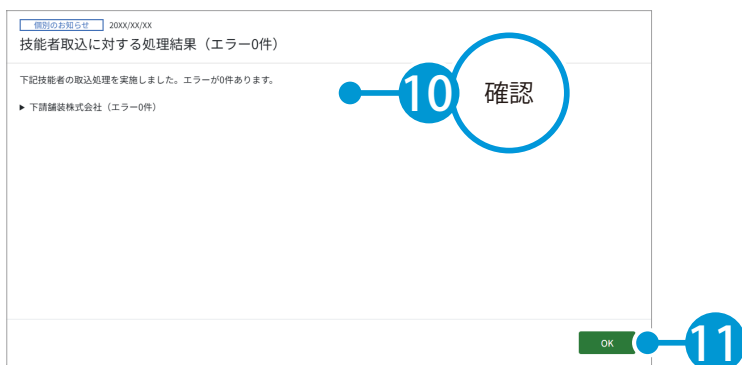 個別のお知らせ 20XX/XX/XX
技能者取込に対する処理結果（エラー0件）
下記技能者の取込処理を実施しました。エラーが0件あります。
▶ 下請舗装株式会社（エラー0件）
10 確認
OK 11